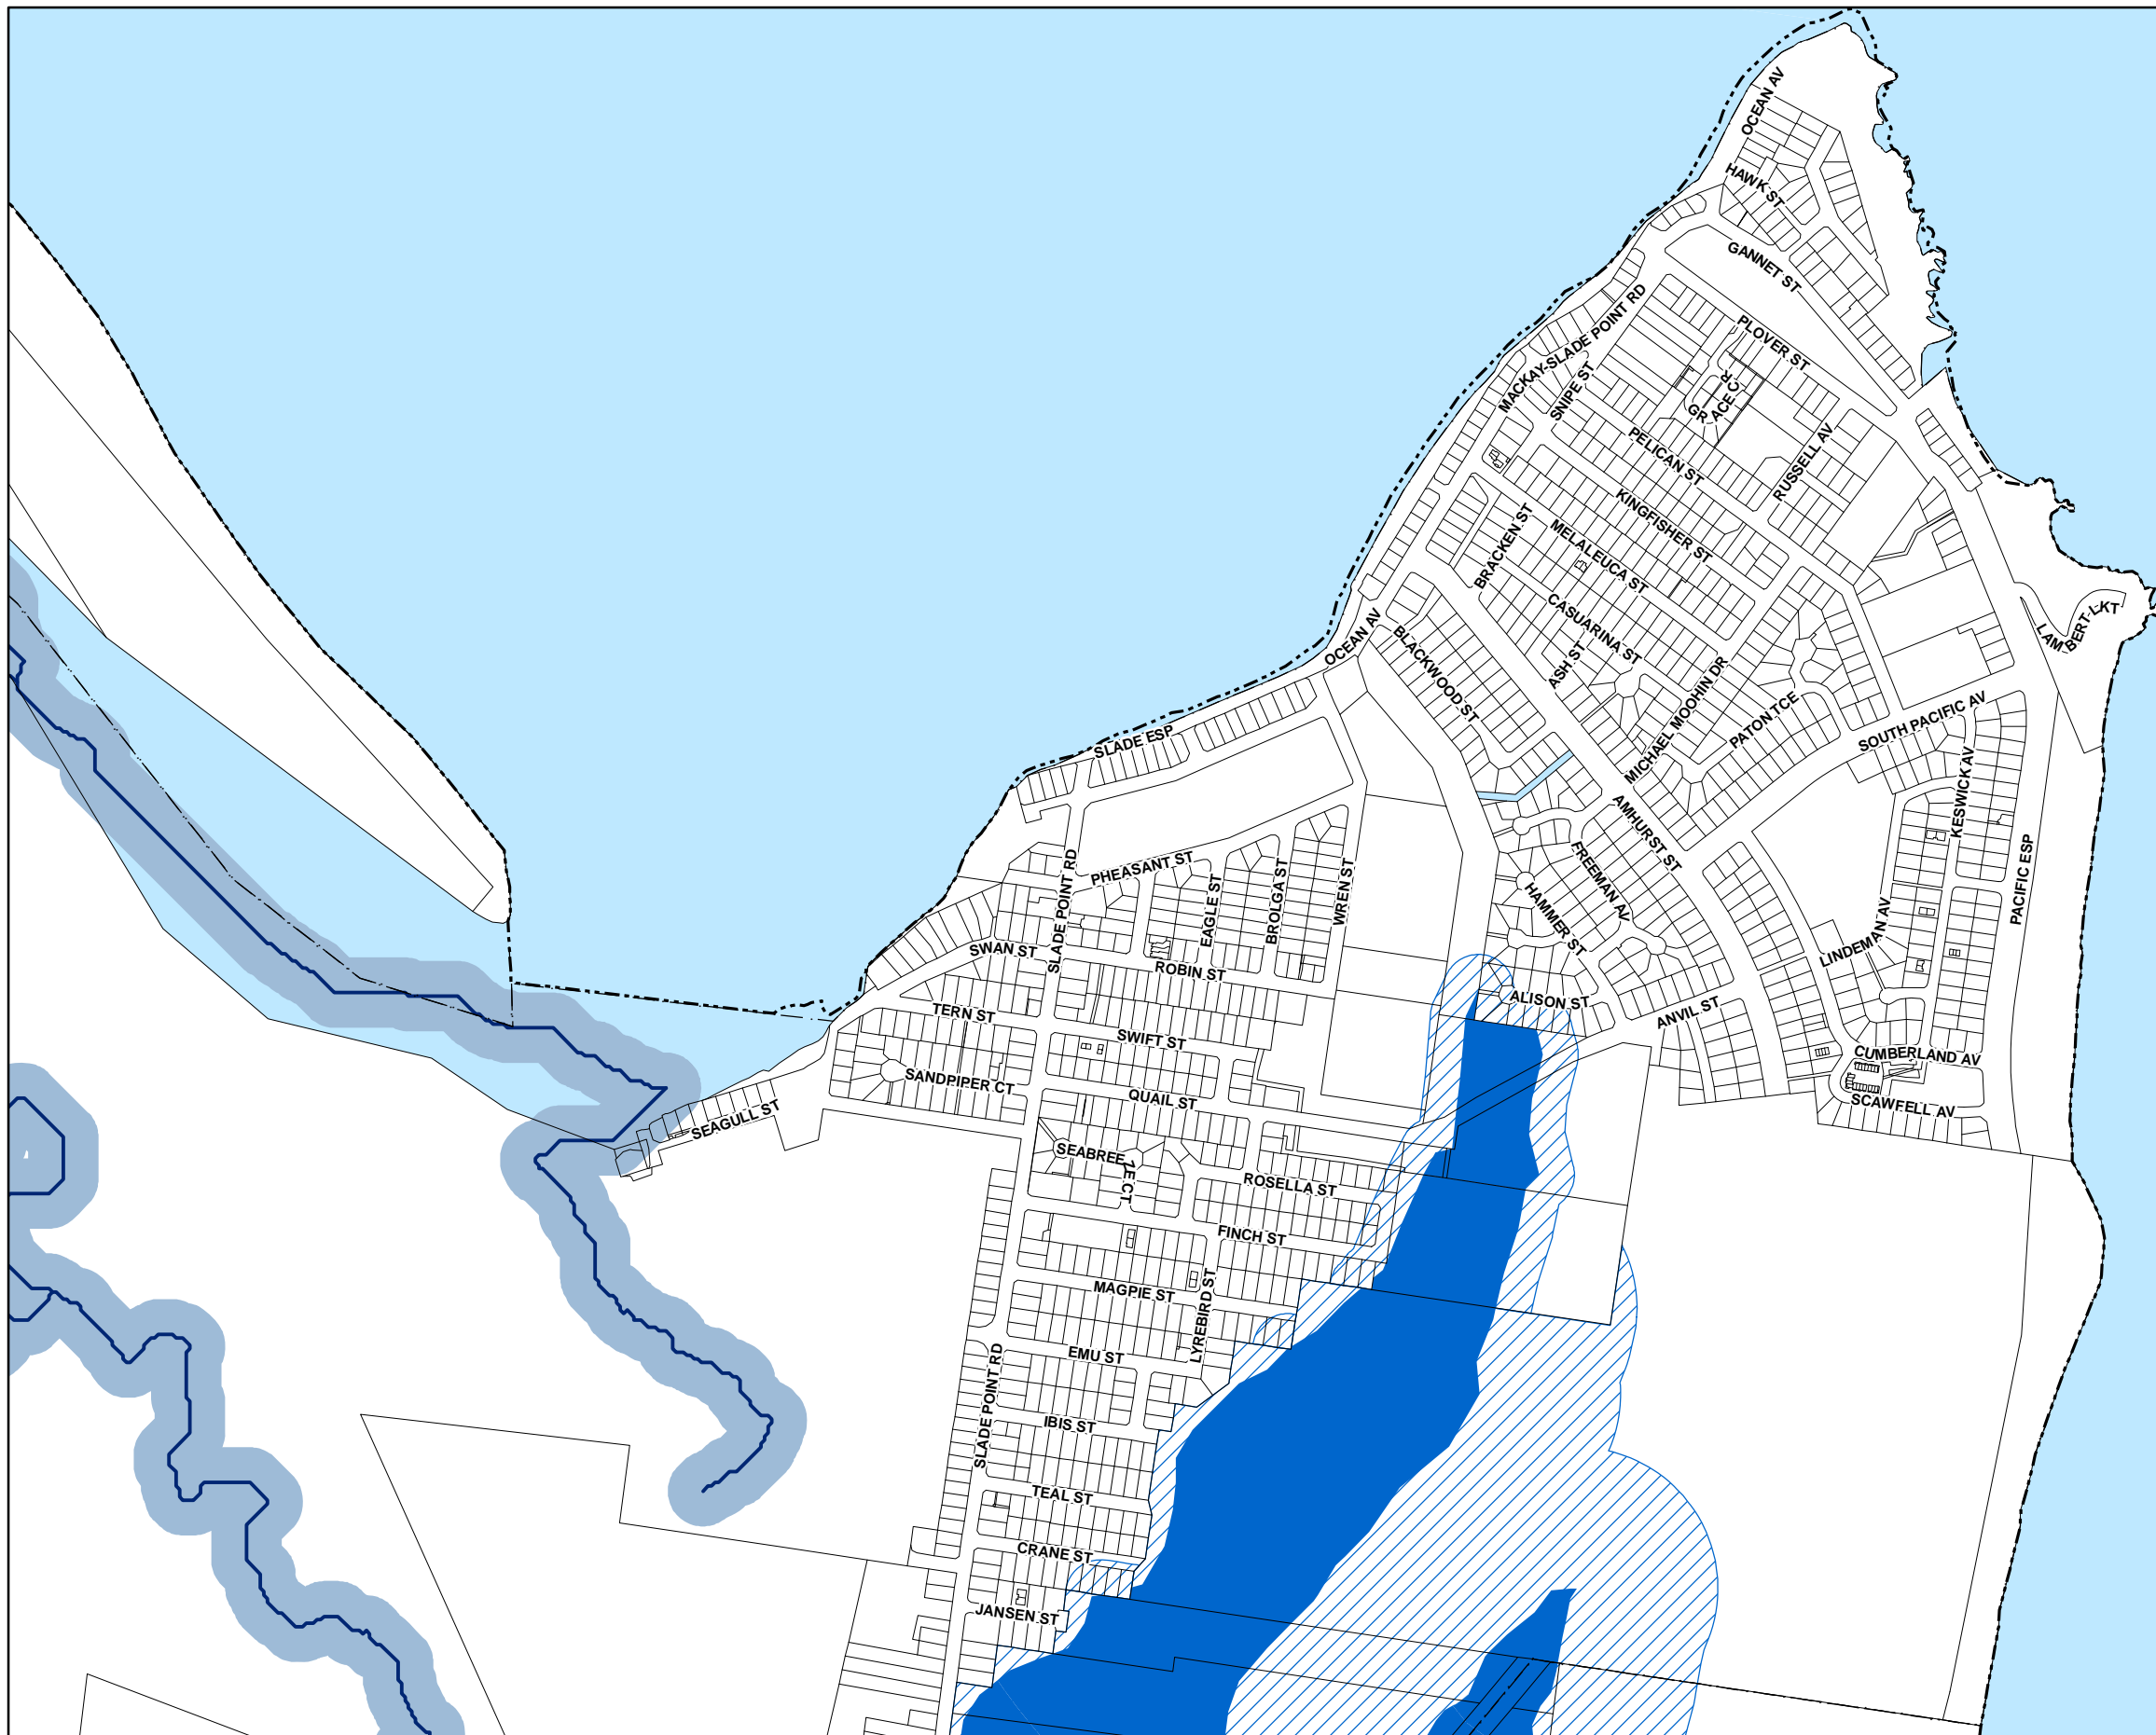 OCEAN AV
HAWK ST
GANNET ST
MACKAY-SLADE POINT RD
PLOVER ST
SNIPE ST
GRACE CR
PELICAN ST
RUSSELL AV
KINGFISHER ST
BRACKEN ST
MELALEUCA ST
CASUARINA ST
LAMBERT LKT
OCEAN AV
BLACKWOOD ST
ASH ST
MICHAEL MOOHIN DR
PATON TCE
SOUTH PACIFIC AV
SLADE ESP
KESWICK AV
AMHURST ST
PHEASANT ST
FREEMAN AV
PACIFIC ESP
SLADE POINT RD
EAGLE ST
BROLGA ST
WREN ST
HAMMER ST
LINDEMAN AV
SWAN ST
ROBIN ST
ALISON ST
ANVIL ST
TERN ST
SWIFT ST
CUMBERLAND AV
SANDPIPER CT
QUAIL ST
SCAWFELL AV
SEAGULL ST
SEABREEZE CT
ROSELLA ST
FINCH ST
MAGPIE ST
LYREBIRD ST
EMU ST
SLADE POINT RD
IBIS ST
TEAL ST
CRANE ST
JANSEN ST